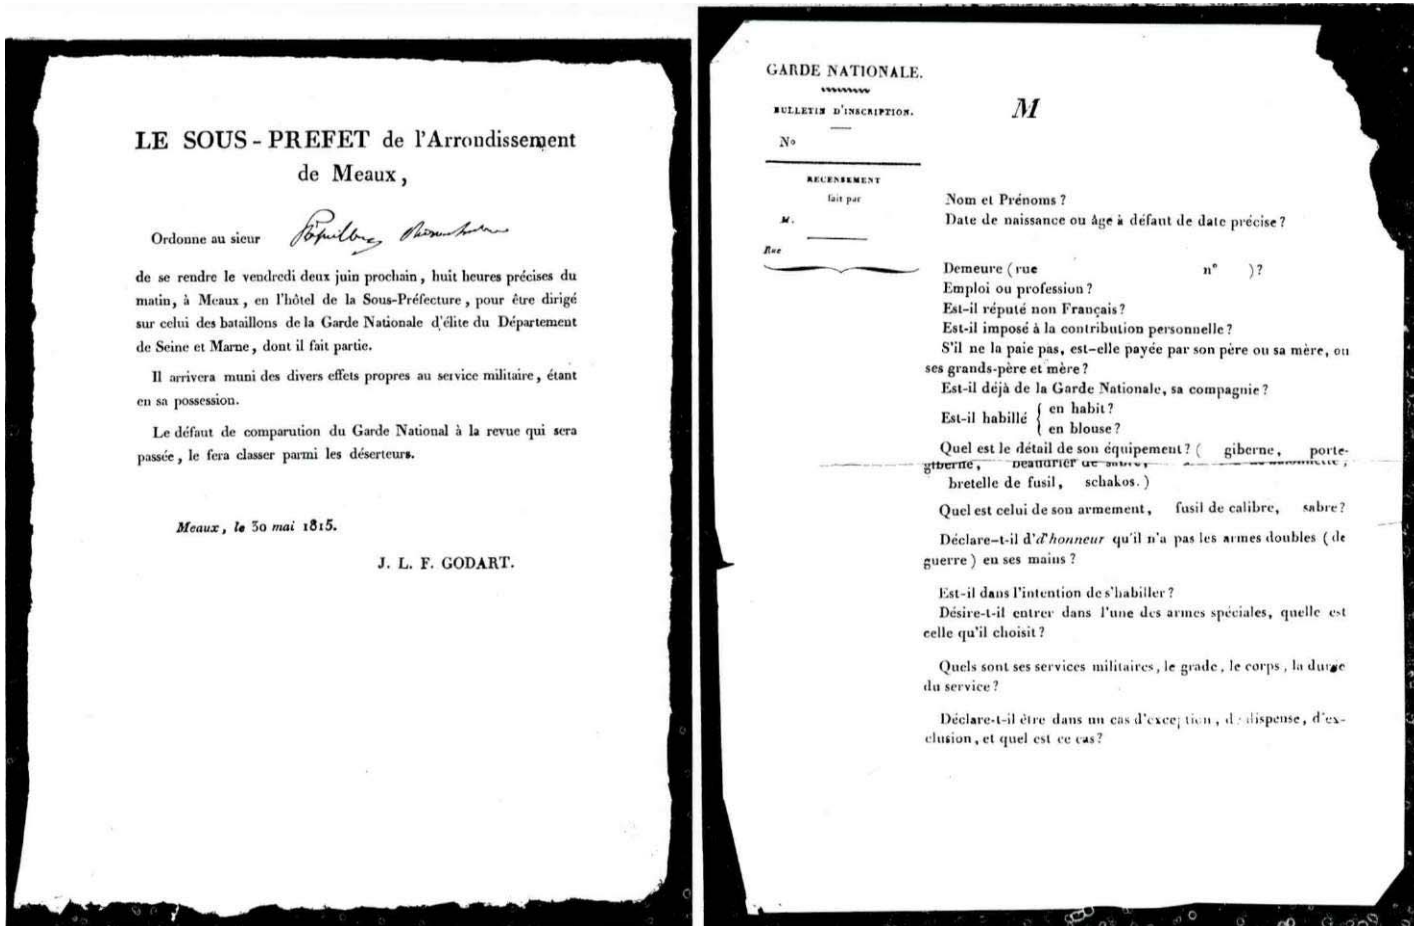 LE SOUS-PREFET de l'Arrondissement
de Meaux,
Ordonne au sieur
de se rendre le vendredi deux juin prochain, huit heures précises du
matin, à Meaux, en l'hôtel de la Sous-Préfecture, pour être dirigé
sur celui des bataillons de la Garde Nationale d'élite du Département
de Seine et Marne, dont il fait partie.
Il arrivera muni des divers effets propres au service militaire, étant
en sa possession.
Le défaut de comparution du Garde National à la revue qui sera
passée, le fera classer parmi les déserteurs.
Meaux, le 30 mai 1815.
J. L. F. GODART.
GARDE NATIONALE.
BULLETIN D'INSCRIPTION.
No
RECENSEMENT
fait par
M.
Rue
M
Nom et Prénoms?
Date de naissance ou âge à défaut de date précise?
Demeure (rue n° )?
Emploi ou profession?
Est-il réputé non Français?
Est-il imposé à la contribution personnelle?
S'il ne la paie pas, est-elle payée par son père ou sa mère, ou
ses grands-père et mère?
Est-il déjà de la Garde Nationale, sa compagnie?
Est-il habillé { en habit?
en blouse?
Quel est le détail de son équipement? ( giberne, porte-
giberne, beaudrier de sabre,
bretelle de fusil, schakos.)
Quel est celui de son armement, fusil de calibre, sabre?
Déclare-t-il d'd'honneur qu'il n'a pas les armes doubles (de
guerre) en ses mains?
Est-il dans l'intention de s'habiller?
Désire-t-il entrer dans l'une des armes spéciales, quelle est
celle qu'il choisit?
Quels sont ses services militaires, le grade, le corps, la durée
du service?
Déclare-t-il être dans un cas d'exception, de dispense, d'ex-
clusion, et quel est ce cas?